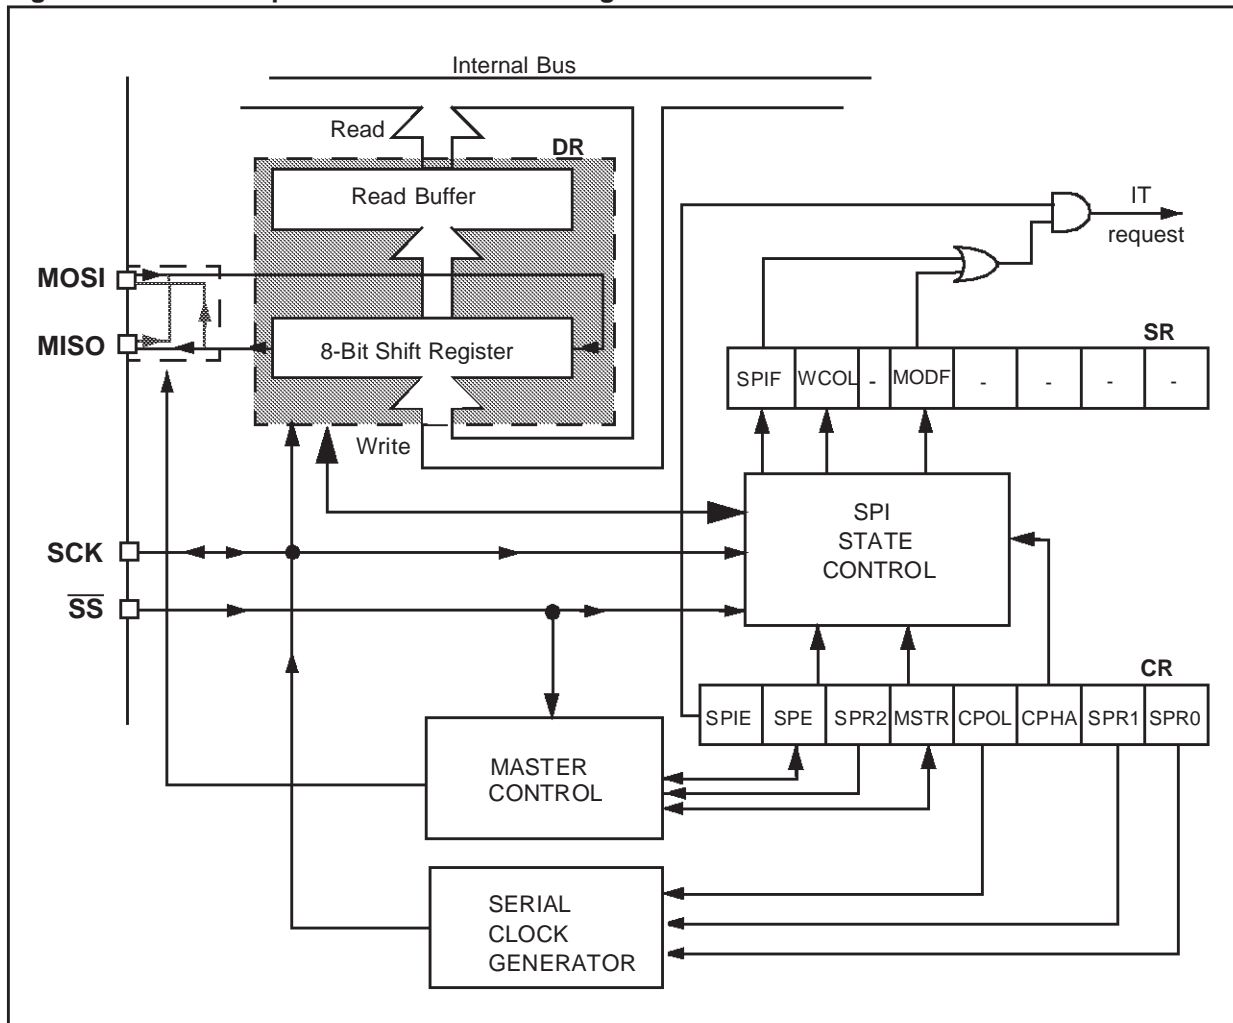 Internal Bus
Read
DR
Read Buffer
IT
request
MOSI
MISO
8-Bit Shift Register
SR
SPIF WCOL - MODF - - - -
Write
SPI
STATE
CONTROL
SCK
SS
CR
SPIE SPE SPR2 MSTR CPOL CPHA SPR1 SPR0
MASTER
CONTROL
SERIAL
CLOCK
GENERATOR